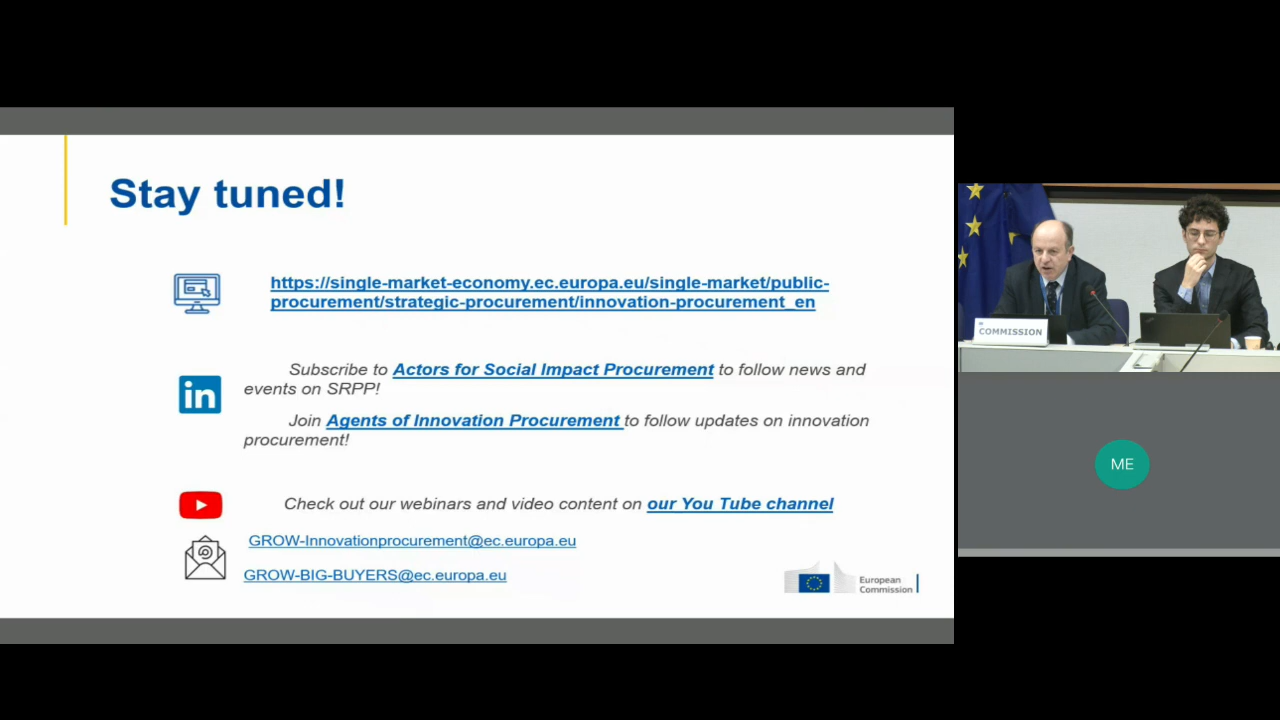 Stay tuned!
https://single-market-economy.ec.europa.eu/single-market/public-
procurement/strategic-procurement/innovation-procurement_en
Subscribe to Actors for Social Impact Procurement to follow news and
events on SRPP!
in
Join Agents of Innovation Procurement to follow updates on innovation
procurement!
Check out our webinars and video content on our You Tube channel
GROW-Innovationprocurement@ec.europa.eu
GROW-BIG-BUYERS@ec.europa.eu
European
Commission
COMMISSION
ME